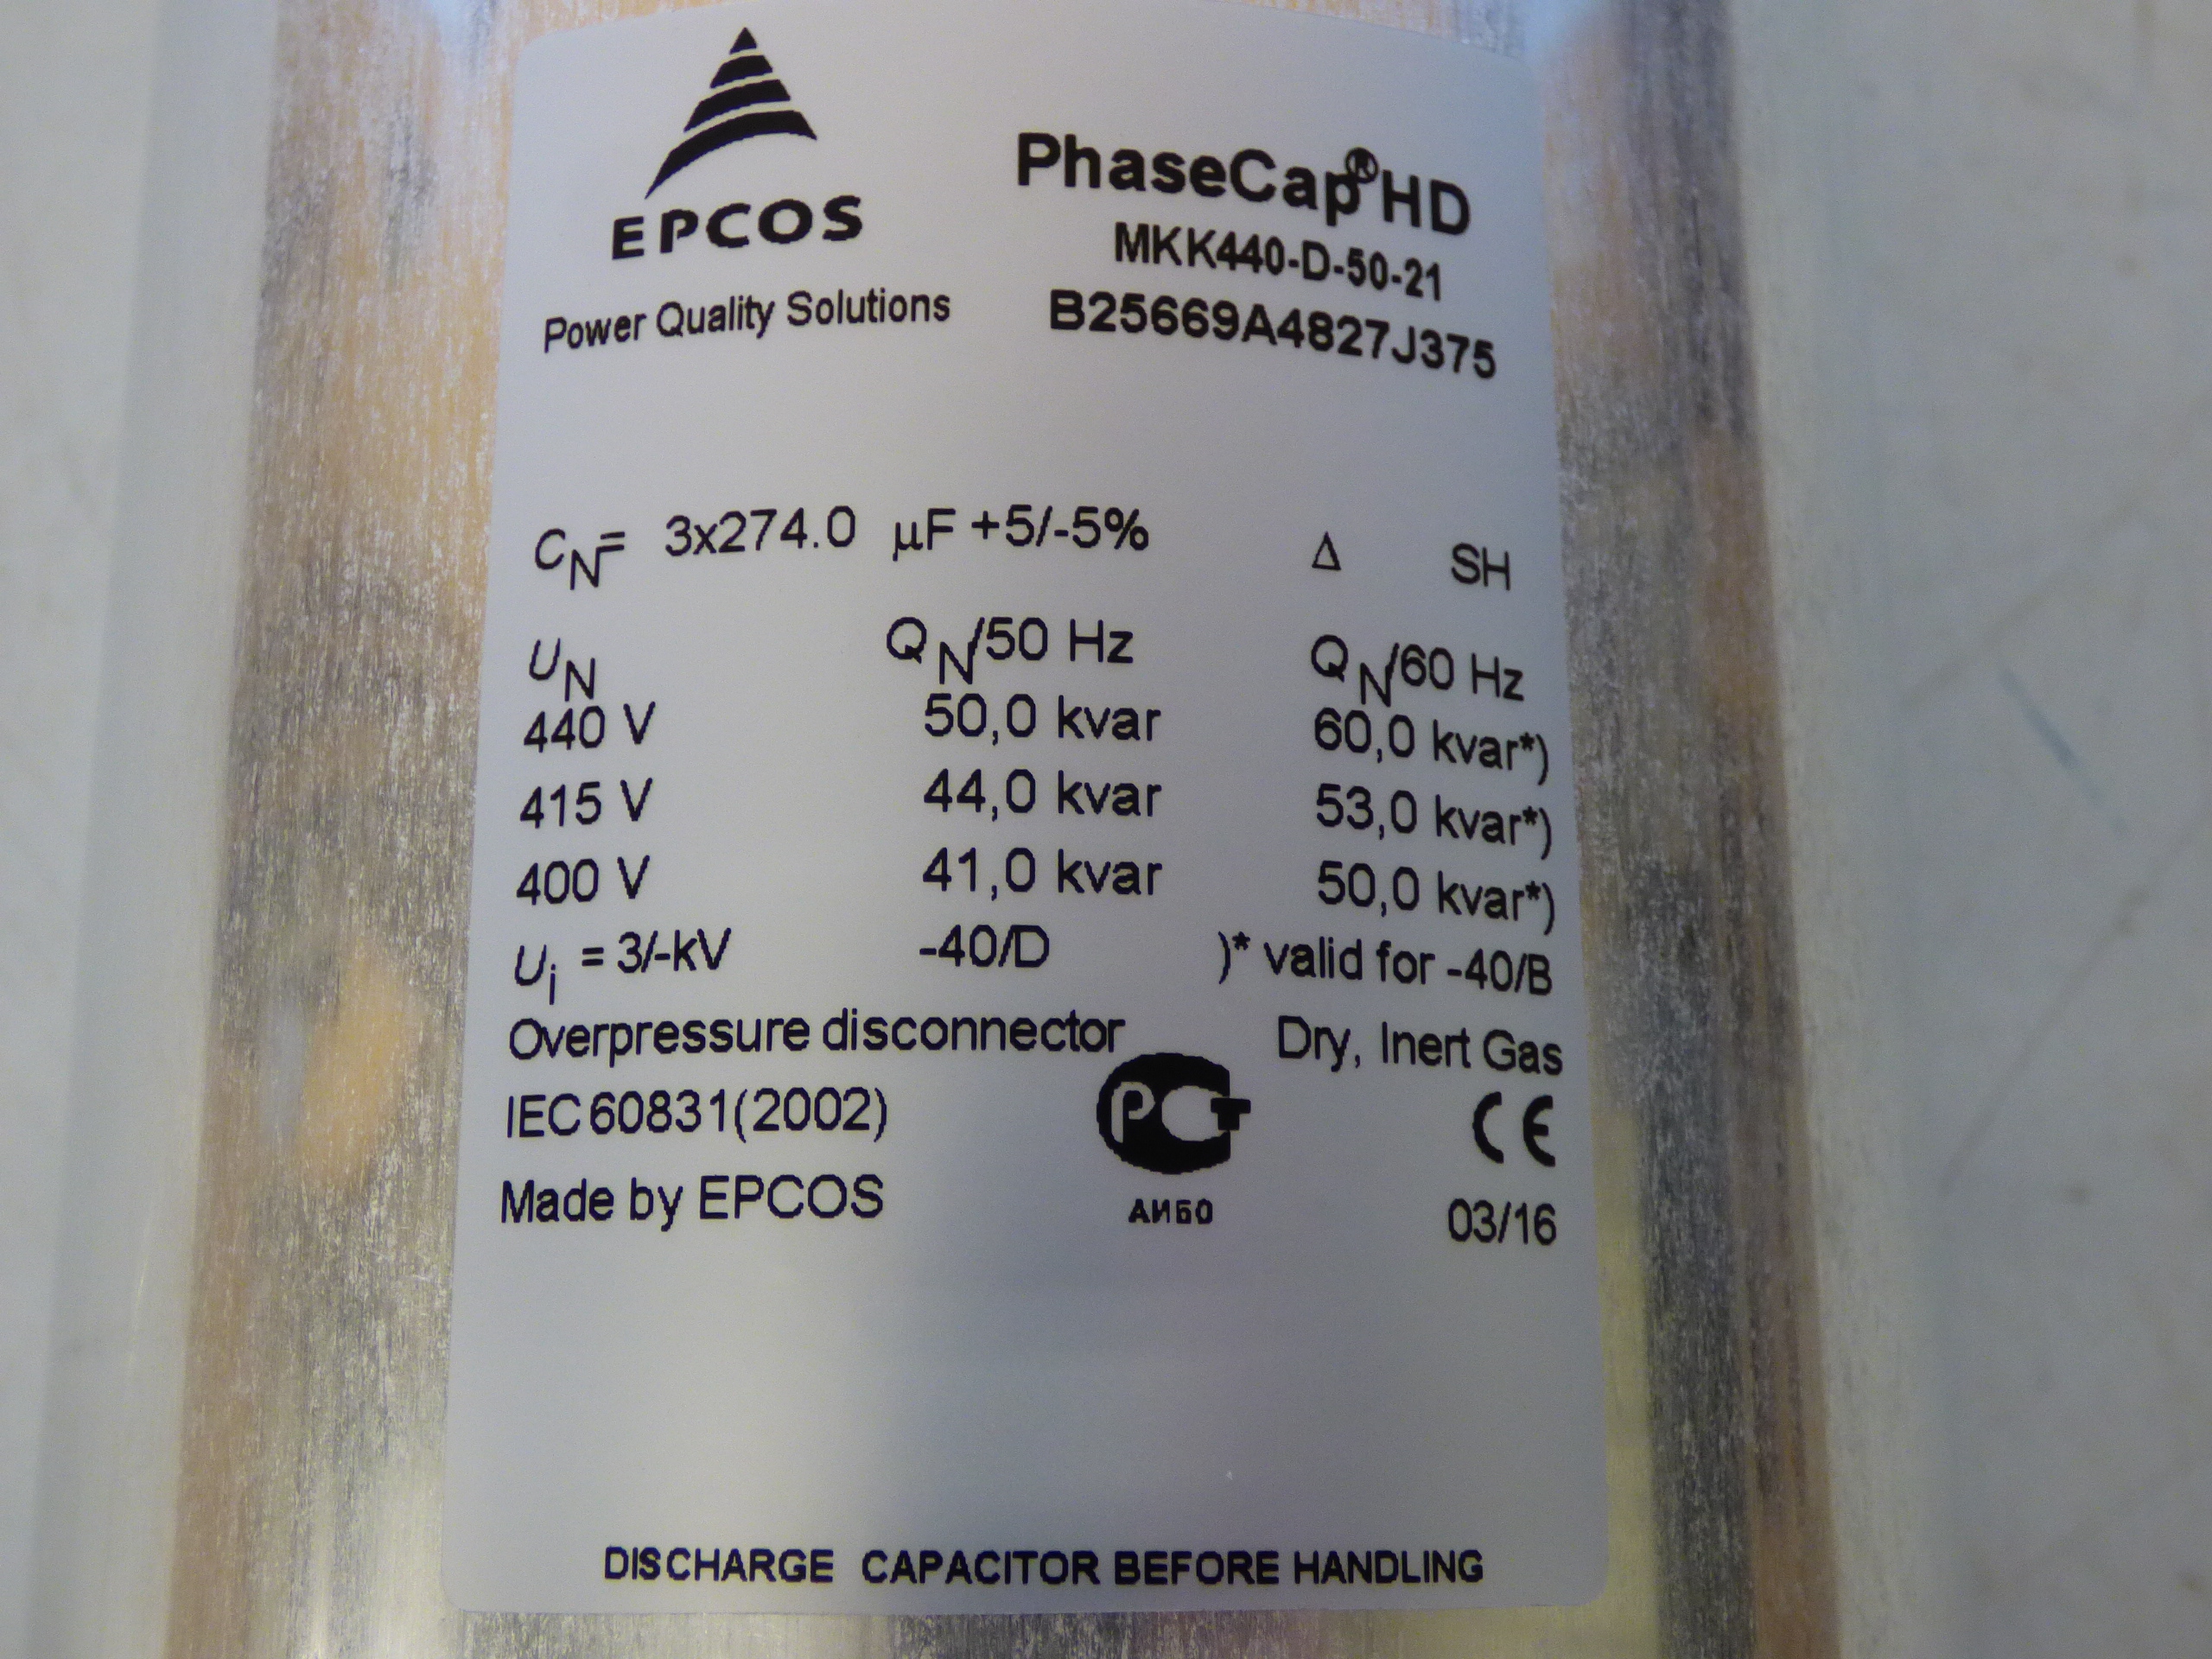 EPCOS
Power Quality Solutions
PhaseCap®HD
MKK440-D-50-21
B25669A4827J375
CN= 3x274.0 µF +5/-5% Δ SH
UN QN/50 Hz QN/60 Hz
440 V 50,0 kvar 60,0 kvar*)
415 V 44,0 kvar 53,0 kvar*)
400 V 41,0 kvar 50,0 kvar*)
Ui = 3/-kV -40/D )* valid for -40/B
Overpressure disconnector Dry, Inert Gas
IEC60831(2002) РСТ CE
Made by EPCOS АИБО 03/16
DISCHARGE CAPACITOR BEFORE HANDLING